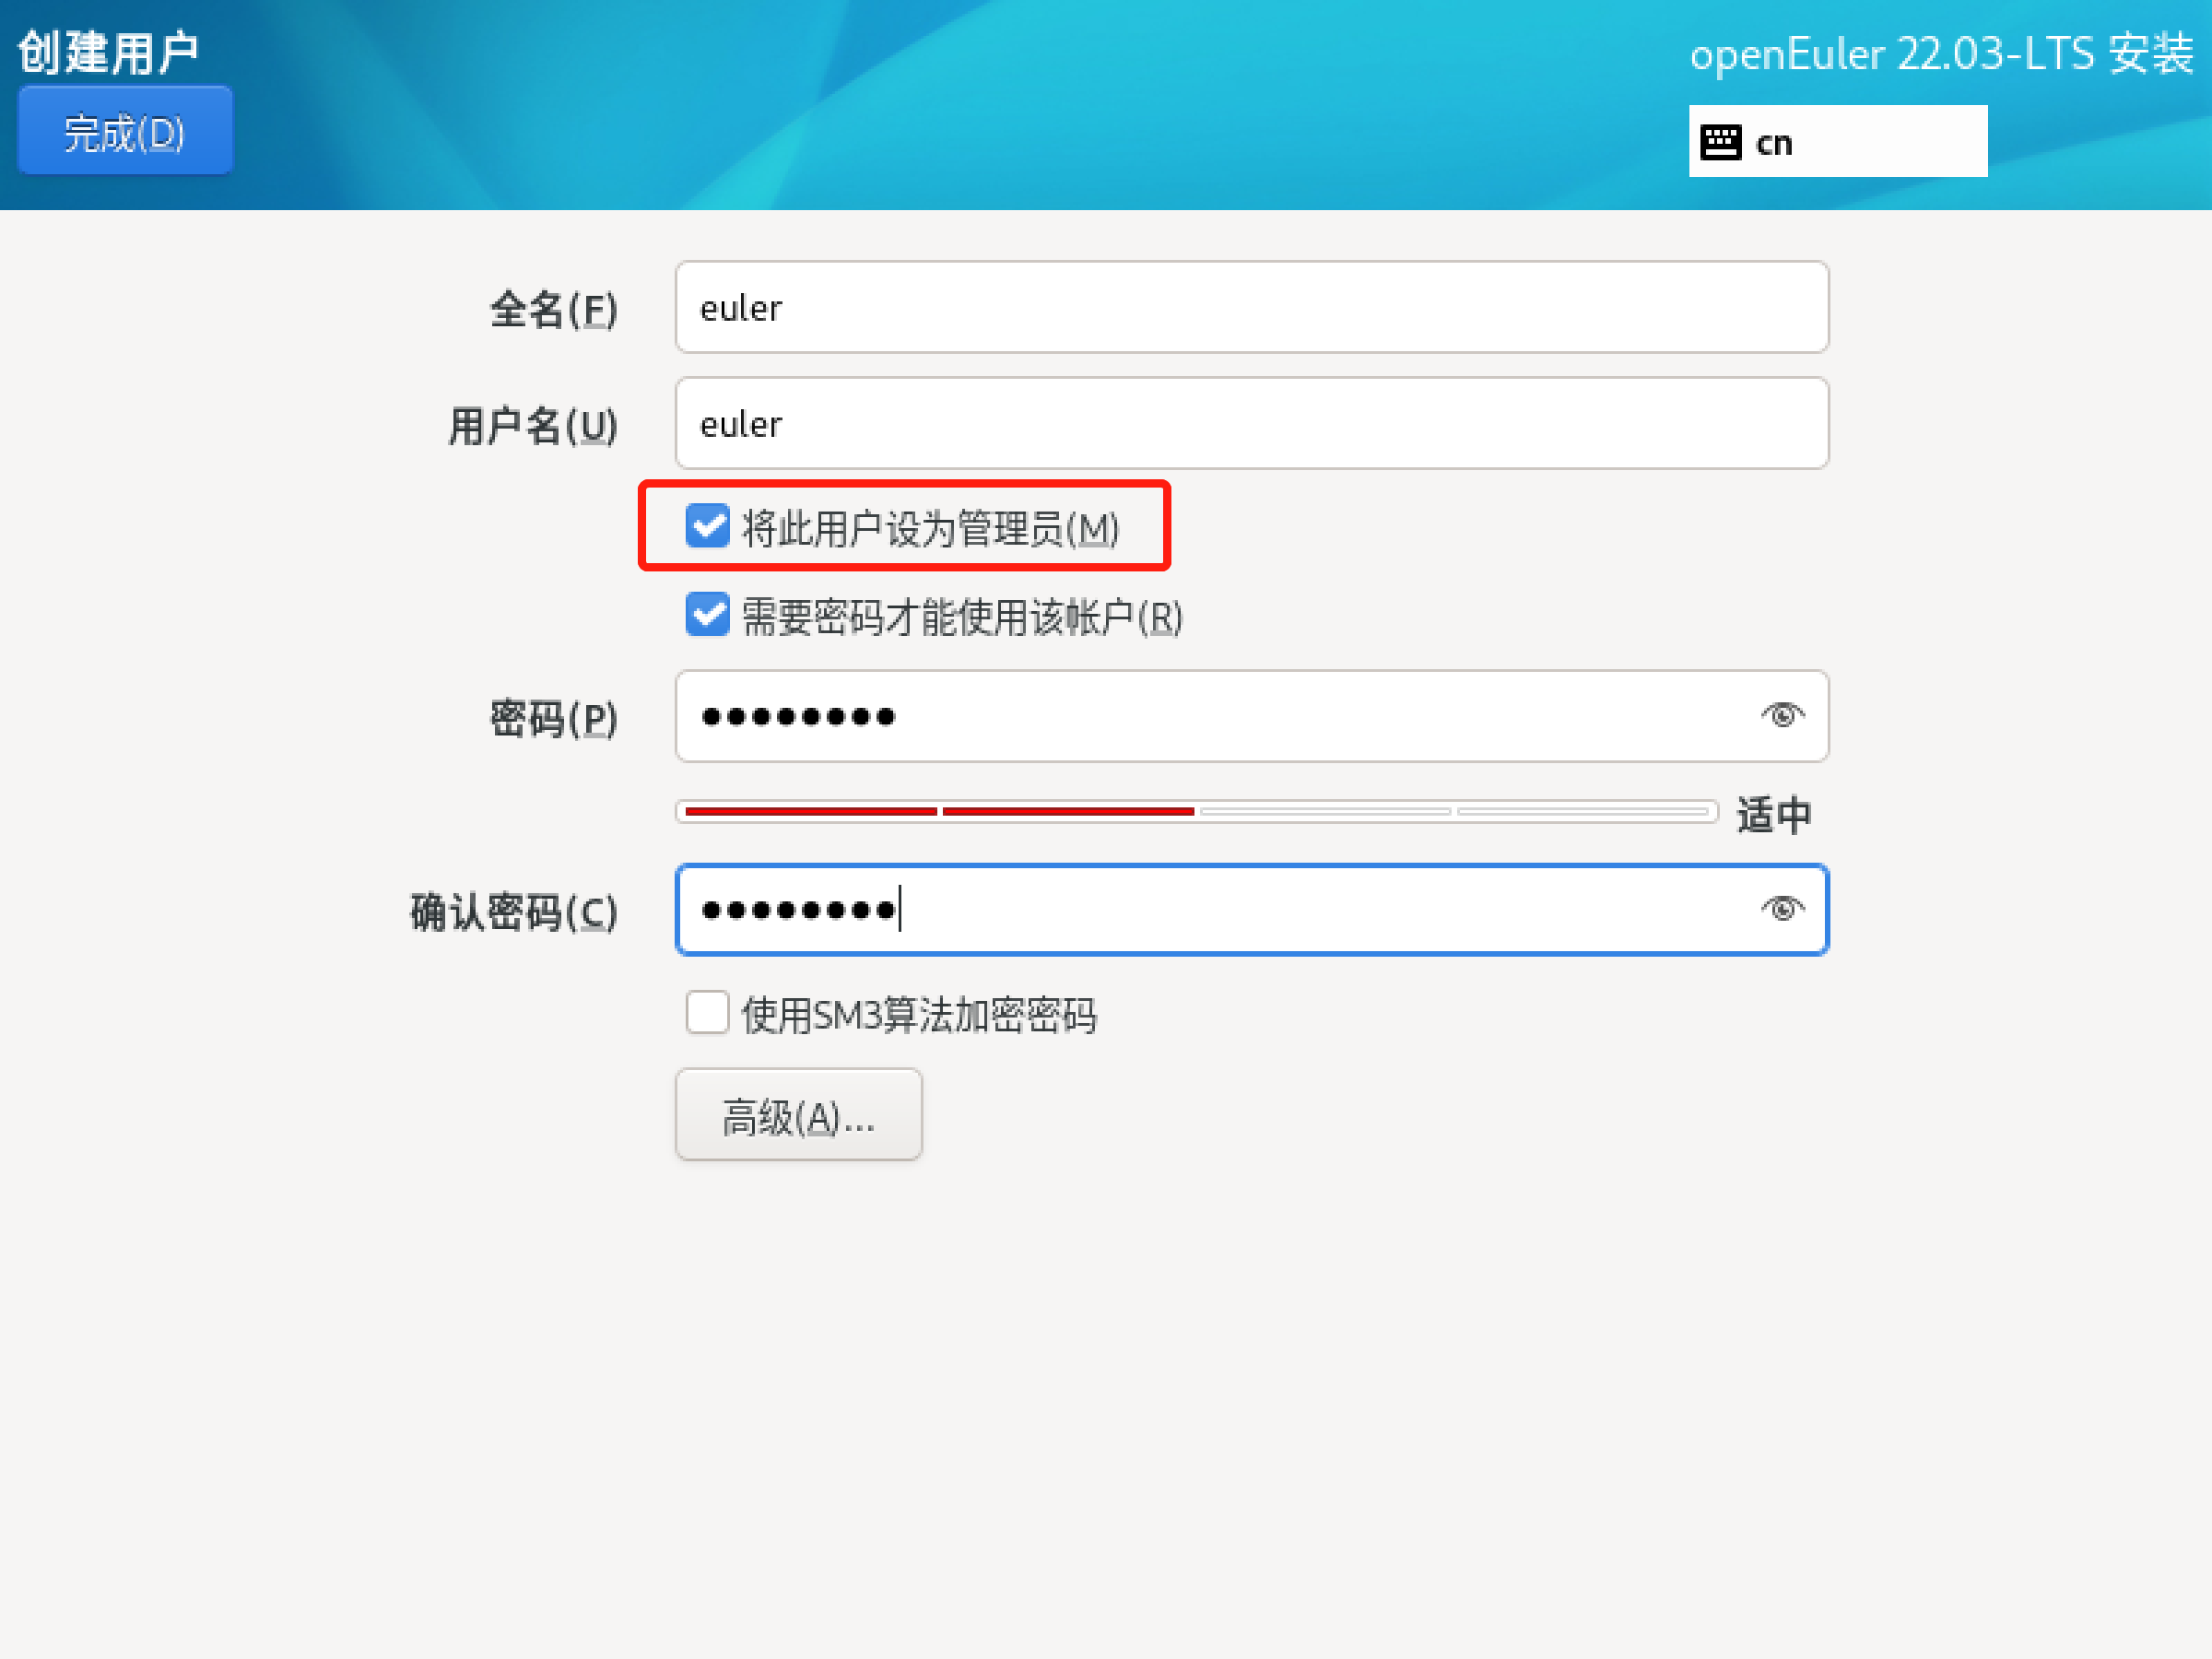 创建用户
openEuler 22.03-LTS 安装
完成(D)
cn
全名(F)
euler
用户名(U)
euler
将此用户设为管理员(M)
需要密码才能使用该帐户(R)
密码(P)
●●●●●●●●
适中
确认密码(C)
●●●●●●●●
使用SM3算法加密密码
高级(A)...